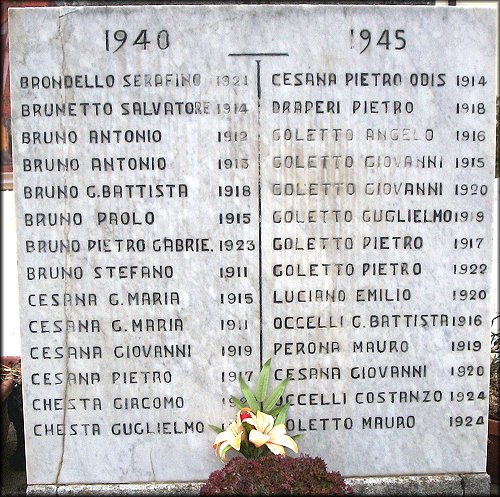 1940 — 1945
BRONDELLO SERAFINO 1921
BRUNETTO SALVATORE 1914
BRUNO ANTONIO 1912
BRUNO ANTONIO 1913
BRUNO G.BATTISTA 1918
BRUNO PAOLO 1915
BRUNO PIETRO GABRIE. 1923
BRUNO STEFANO 1911
CESANA G. MARIA 1915
CESANA G. MARIA 1911
CESANA GIOVANNI 1919
CESANA PIETRO 1917
CHESTA GIACOMO
CHESTA GUGLIELMO
CESANA PIETRO ODIS 1914
DRAPERI PIETRO 1918
GOLETTO ANGELO 1916
GOLETTO GIOVANNI 1915
GOLETTO GIOVANNI 1920
GOLETTO GUGLIELMO 1919
GOLETTO PIETRO 1917
GOLETTO PIETRO 1922
LUCIANO EMILIO 1920
OCCELLI G.BATTISTA 1916
PERONA MAURO 1919
CESANA GIOVANNI 1920
OCCELLI COSTANZO 1924
GOLETTO MAURO 1924